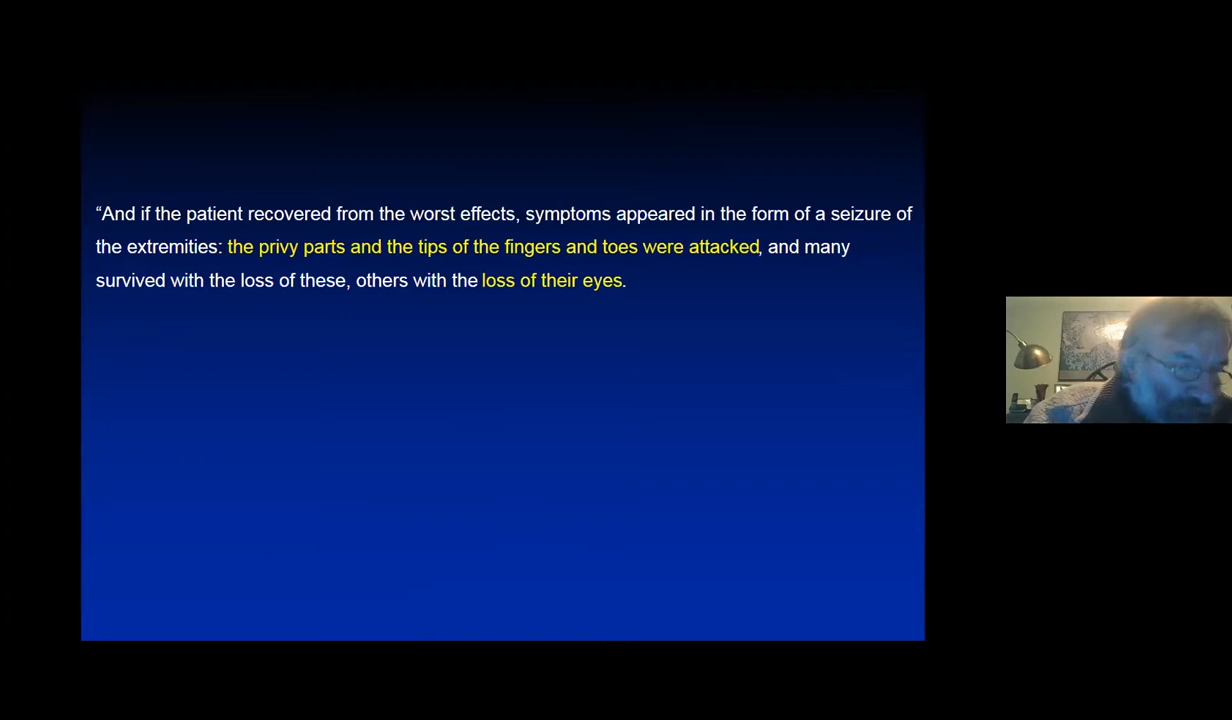 “And if the patient recovered from the worst effects, symptoms appeared in the form of a seizure of
the extremities: the privy parts and the tips of the fingers and toes were attacked, and many
survived with the loss of these, others with the loss of their eyes.